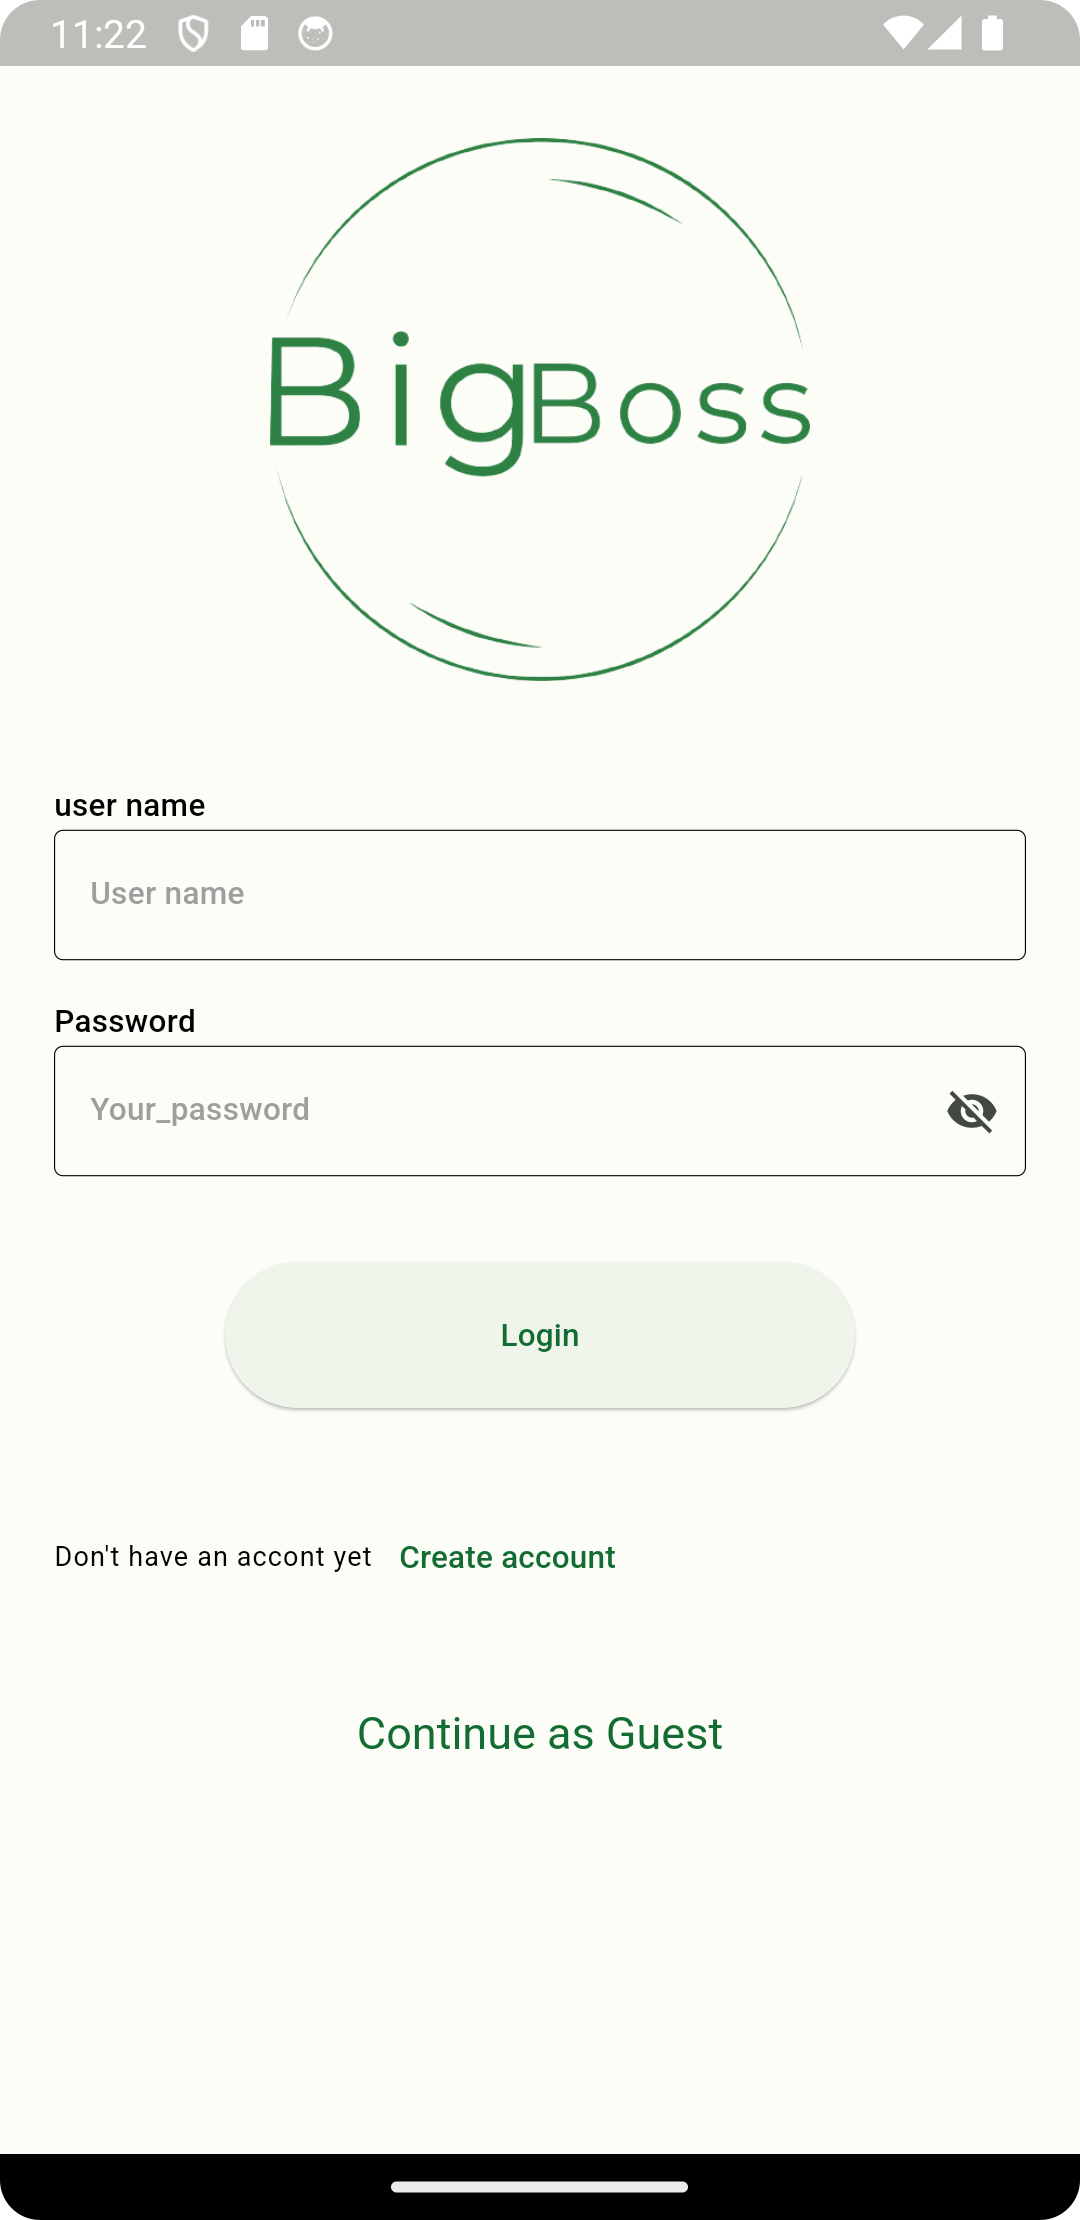 11:22
BigBoss
user name
User name
Password
Your_password
Login
Don't have an accont yet Create account
Continue as Guest